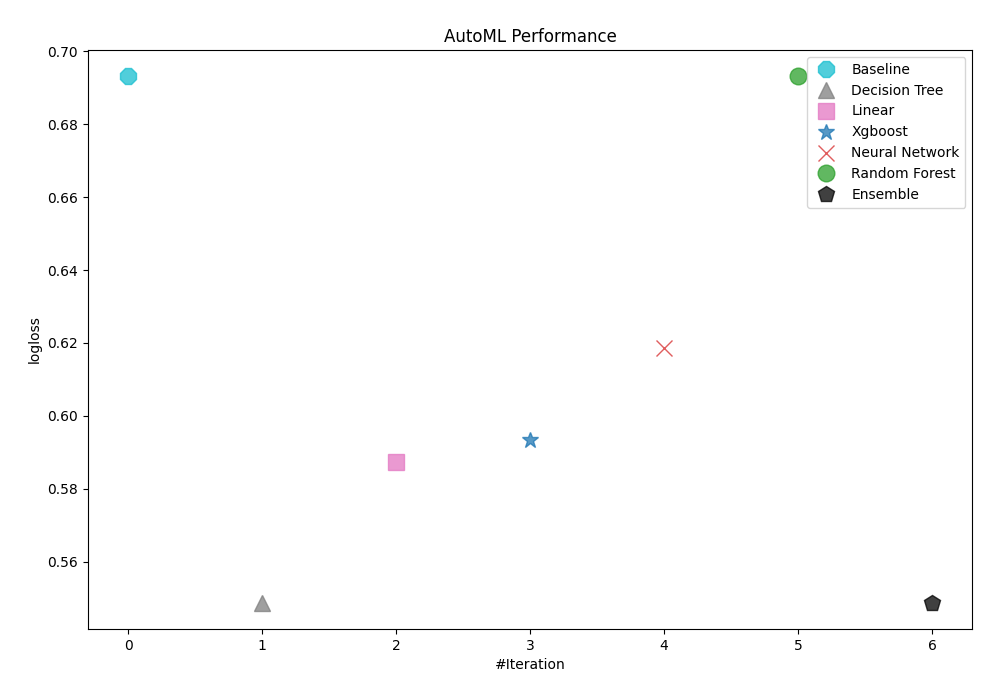 AutoML Performance
0.70
0.68
0.66
0.64
0.62
0.60
0.58
0.56
logloss
Baseline
Decision Tree
Linear
Xgboost
Neural Network
Random Forest
Ensemble
0 1 2 3 4 5 6
#Iteration